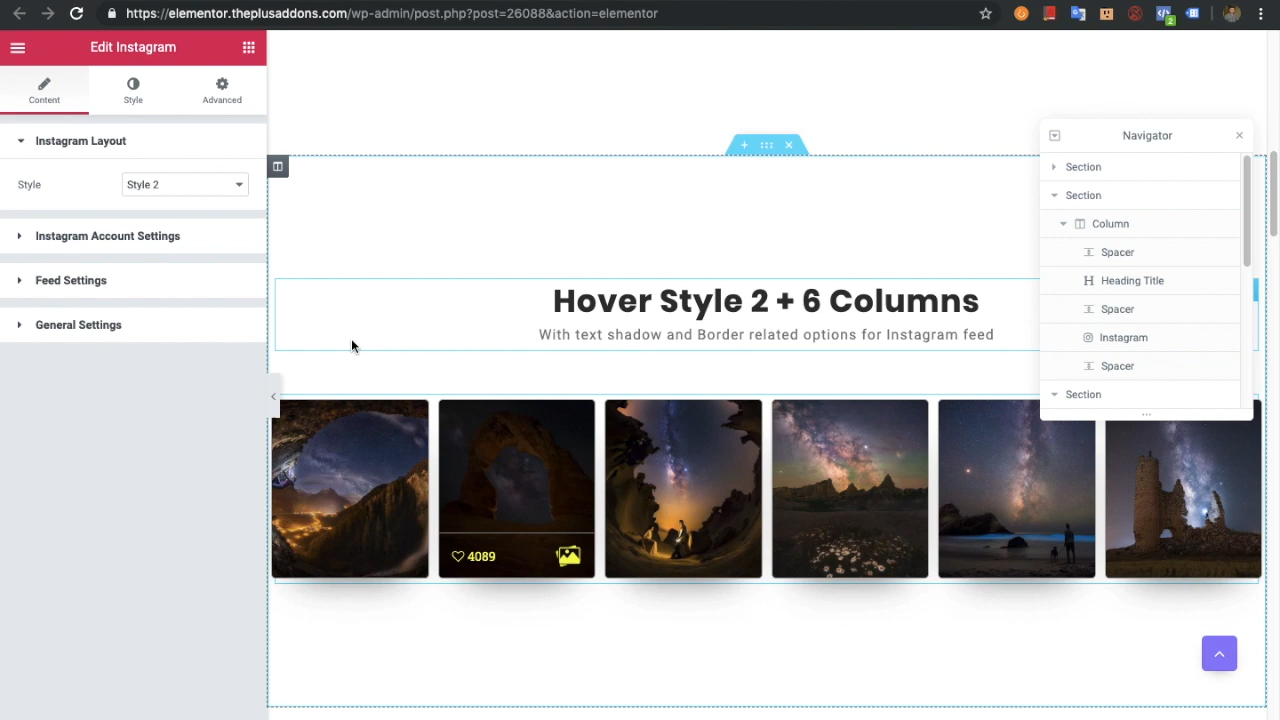 https://elementor.theplusaddons.com/wp-admin/post.php?post=26088&action=elementor
2
Edit Instagram
Content
Style
Advanced
Instagram Layout
Style
Style 2
Instagram Account Settings
Feed Settings
General Settings
Hover Style 2 + 6 Columns
With text shadow and Border related options for Instagram feed
4089
Navigator
Section
Section
Column
Spacer
Heading Title
Spacer
Instagram
Spacer
Section